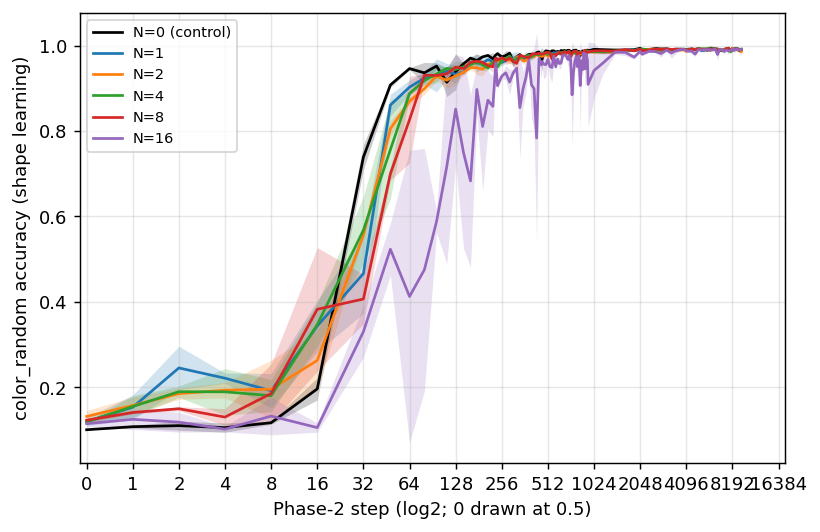 N=0 (control)
N=1
N=2
N=4
N=8
N=16
color_random accuracy (shape learning)
1.0
0.8
0.6
0.4
0.2
0 1 2 4 8 16 32 64 128 256 512 1024 2048 4096 8192 16384
Phase-2 step (log2; 0 drawn at 0.5)